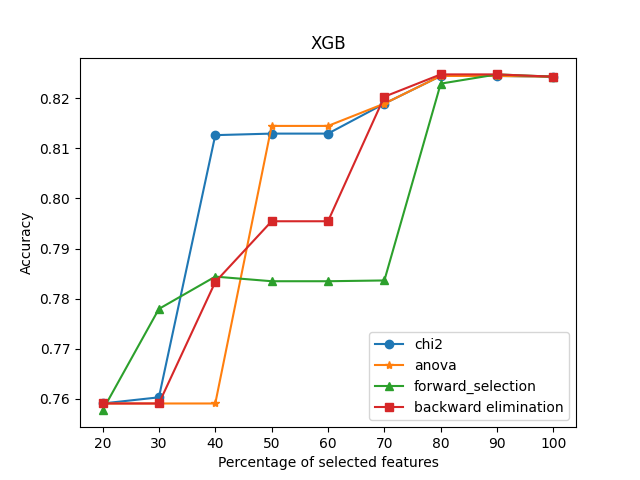 XGB
Accuracy
0.82
0.81
0.80
0.79
0.78
0.77
0.76
20 30 40 50 60 70 80 90 100
Percentage of selected features
chi2
anova
forward_selection
backward elimination